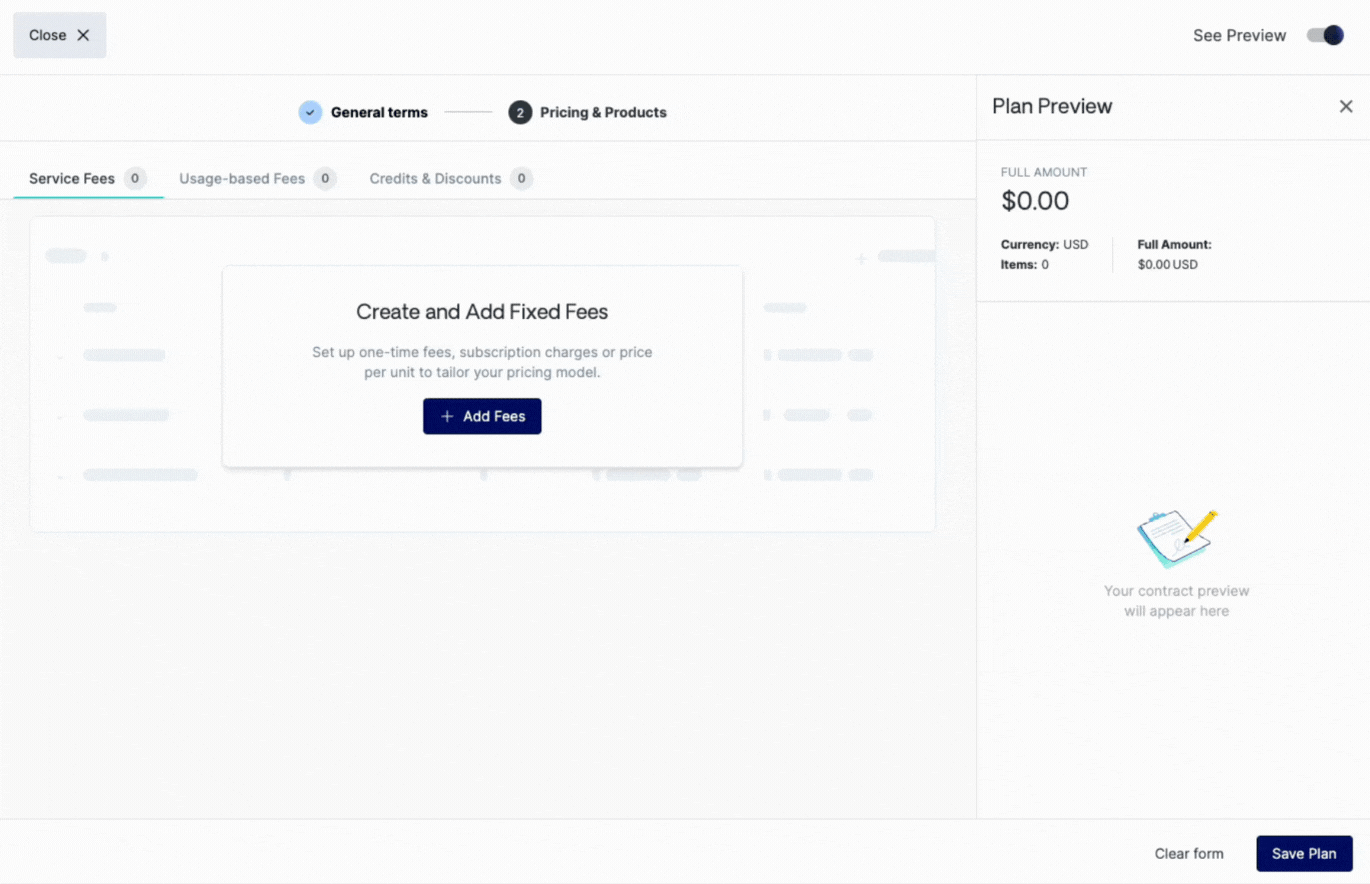 Close
See Preview
General terms
2 Pricing & Products
Service Fees 0
Usage-based Fees 0
Credits & Discounts 0
Create and Add Fixed Fees
Set up one-time fees, subscription charges or price
per unit to tailor your pricing model.
+ Add Fees
Plan Preview
FULL AMOUNT
$0.00
Currency: USD
Items: 0
Full Amount:
$0.00 USD
Your contract preview
will appear here
Clear form
Save Plan